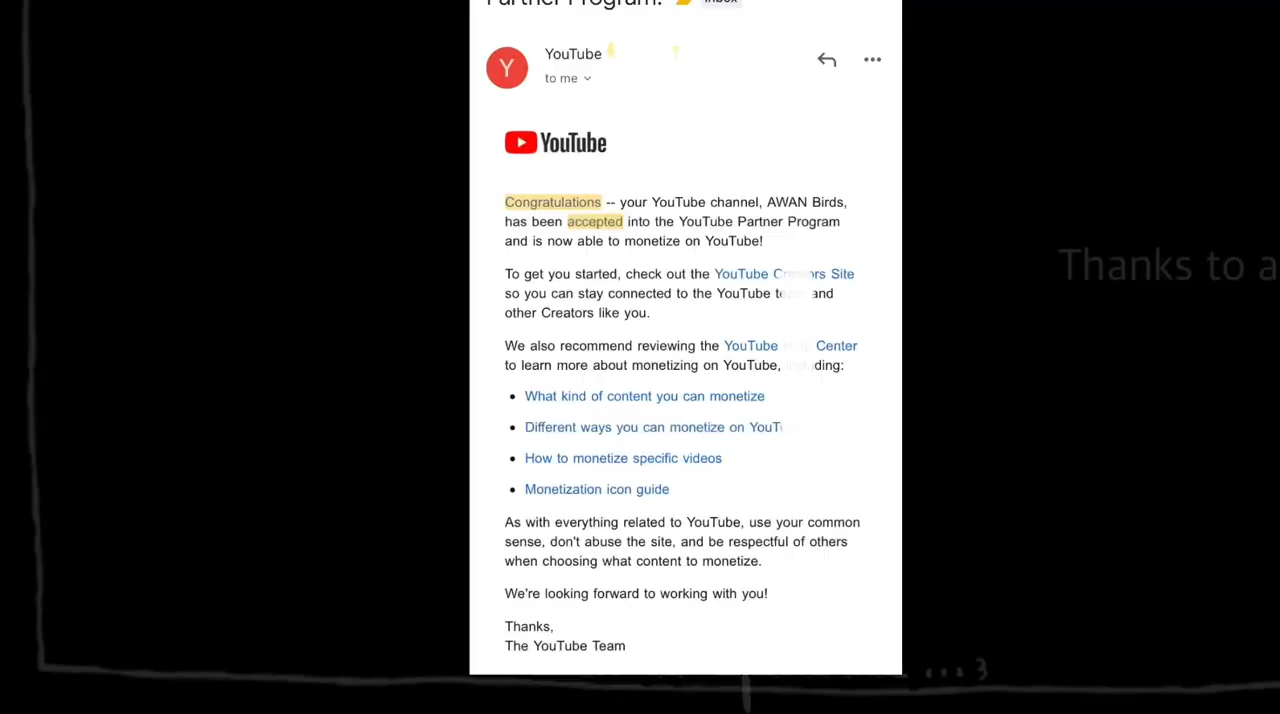 Partner Program!
Inbox
YouTube
to me
Y
YouTube
Congratulations -- your YouTube channel, AWAN Birds,
has been accepted into the YouTube Partner Program
and is now able to monetize on YouTube!
To get you started, check out the YouTube Creators Site
so you can stay connected to the YouTube team and
other Creators like you.
Thanks to a
We also recommend reviewing the YouTube Center
to learn more about monetizing on YouTube,
What kind of content you can monetize
Different ways you can monetize on YouT
How to monetize specific videos
Monetization icon guide
As with everything related to YouTube, use your common
sense, don't abuse the site, and be respectful of others
when choosing what content to monetize.
We're looking forward to working with you!
Thanks,
The YouTube Team
...3